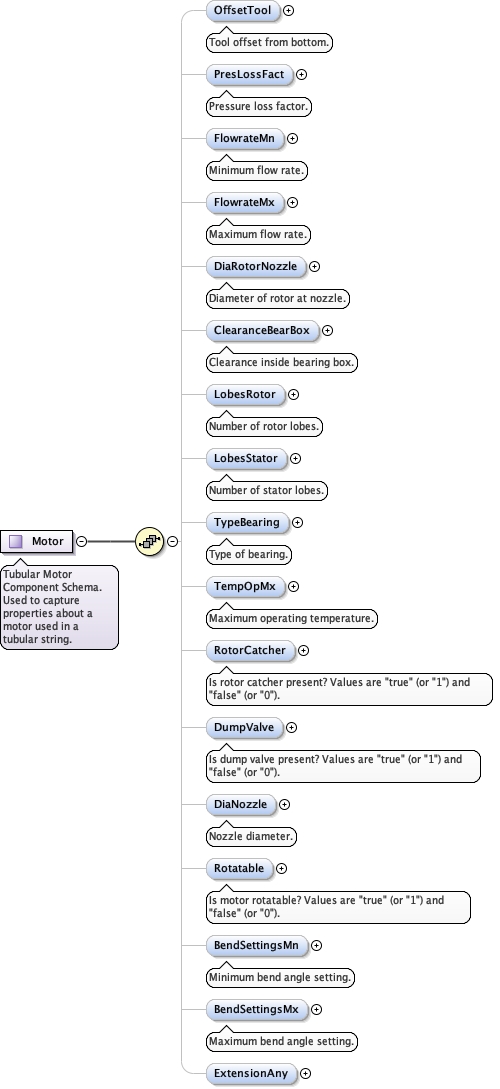 OffsetTool
Tool offset from bottom.
PresLossFact
Pressure loss factor.
FlowrateMn
Minimum flow rate.
FlowrateMx
Maximum flow rate.
DiaRotorNozzle
Diameter of rotor at nozzle.
ClearanceBearBox
Clearance inside bearing box.
LobesRotor
Number of rotor lobes.
LobesStator
Number of stator lobes.
Motor
Tubular Motor
Component Schema.
Used to capture
properties about a
motor used in a
tubular string.
TypeBearing
Type of bearing.
TempOpMx
Maximum operating temperature.
RotorCatcher
Is rotor catcher present? Values are "true" (or "1") and
"false" (or "0").
DumpValve
Is dump valve present? Values are "true" (or "1") and
"false" (or "0").
DiaNozzle
Nozzle diameter.
Rotatable
Is motor rotatable? Values are "true" (or "1") and
"false" (or "0").
BendSettingsMn
Minimum bend angle setting.
BendSettingsMx
Maximum bend angle setting.
ExtensionAny